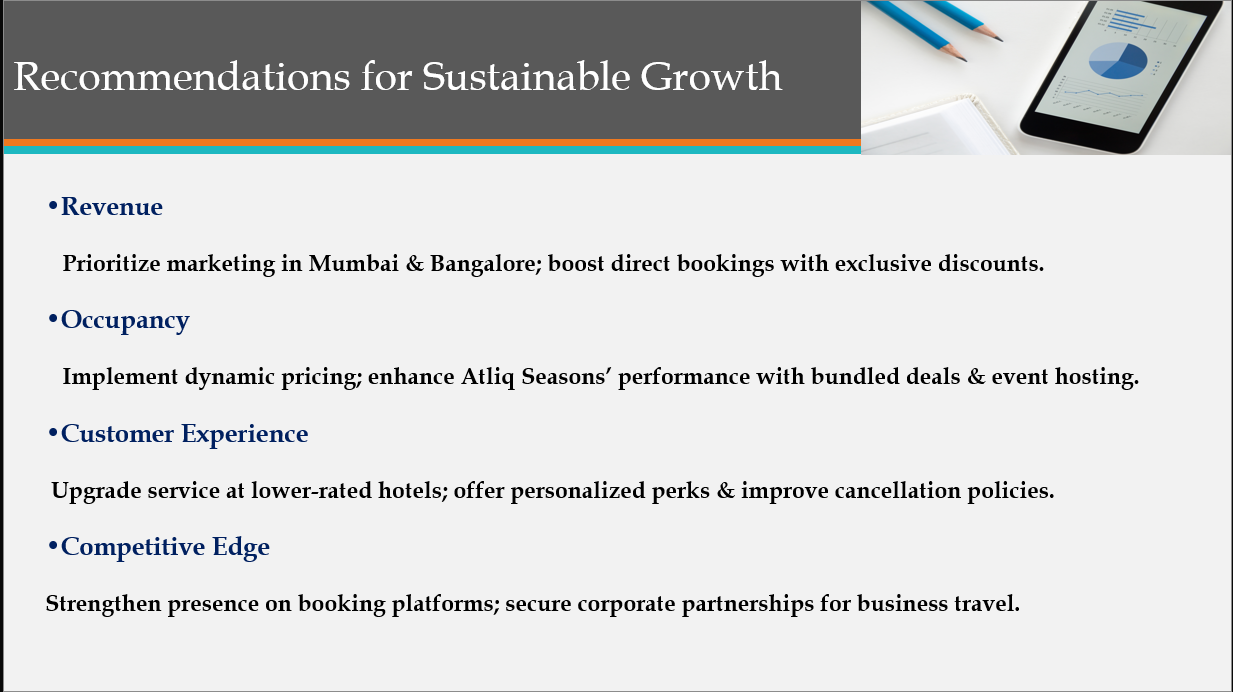 Recommendations for Sustainable Growth
•Revenue
Prioritize marketing in Mumbai & Bangalore; boost direct bookings with exclusive discounts.
•Occupancy
Implement dynamic pricing; enhance Atliq Seasons’ performance with bundled deals & event hosting.
•Customer Experience
Upgrade service at lower-rated hotels; offer personalized perks & improve cancellation policies.
•Competitive Edge
Strengthen presence on booking platforms; secure corporate partnerships for business travel.